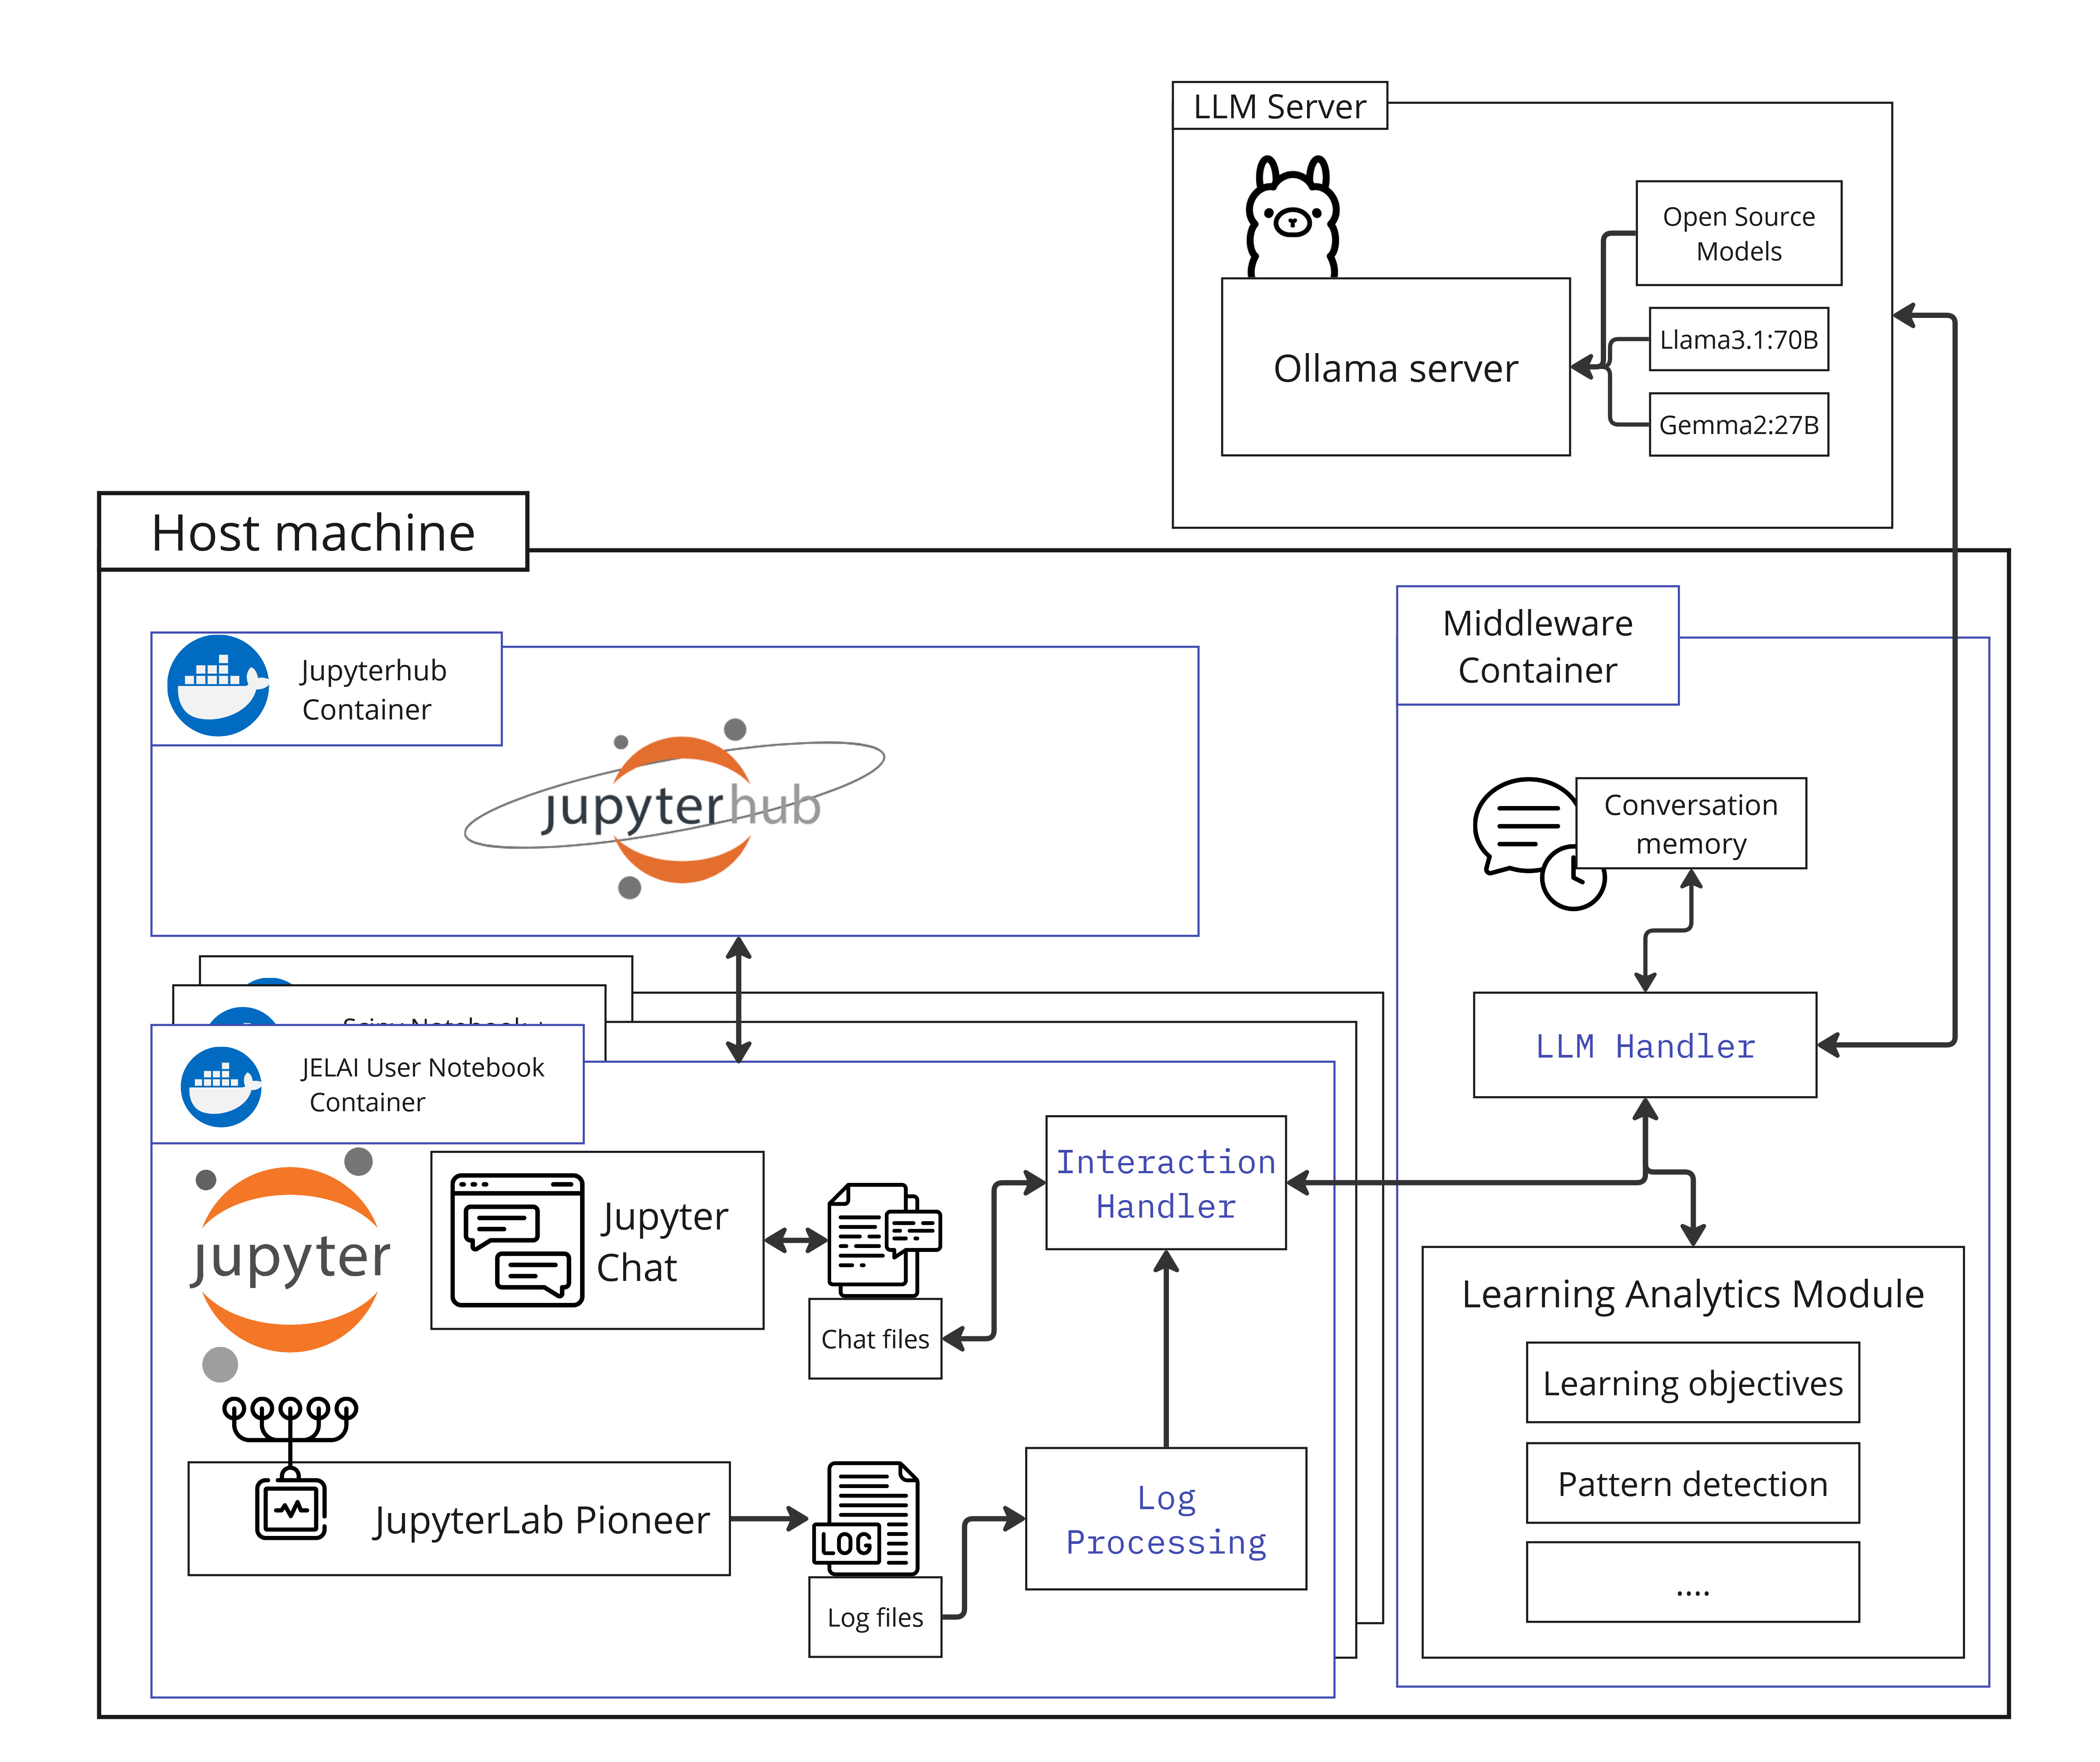 LLM Server
Open Source
Models
Llama3.1:70B
Ollama server
Gemma2:27B
Host machine
Middleware
Container
Jupyterhub
Container
jupyterhub
Conversation
memory
LLM Handler
JELAI User Notebook
Container
Interaction
Handler
jupyter
Jupyter
Chat
Chat files
Learning Analytics Module
Learning objectives
Pattern detection
....
JupyterLab Pioneer
LOG
Log files
Log
Processing